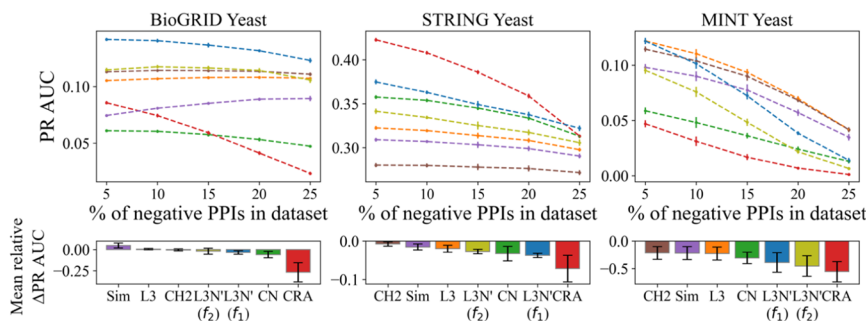 BioGRID Yeast STRING Yeast MINT Yeast
PR AUC
0.10
0.05
0.40
0.35
0.30
0.10
0.05
0.00
5 10 15 20 25
5 10 15 20 25
5 10 15 20 25
% of negative PPIs in dataset % of negative PPIs in dataset % of negative PPIs in dataset
Mean relative
ΔPR AUC
0.00
-0.25
Sim L3 CH2 L3N' L3N' CN CRA
(f₂) (f₁)
0.0
-0.1
CH2 Sim L3 L3N' CN L3N' CRA
(f₂) (f₁)
0.0
-0.5
CH2 Sim L3 CN L3N' L3N' CRA
(f₁) (f₂)